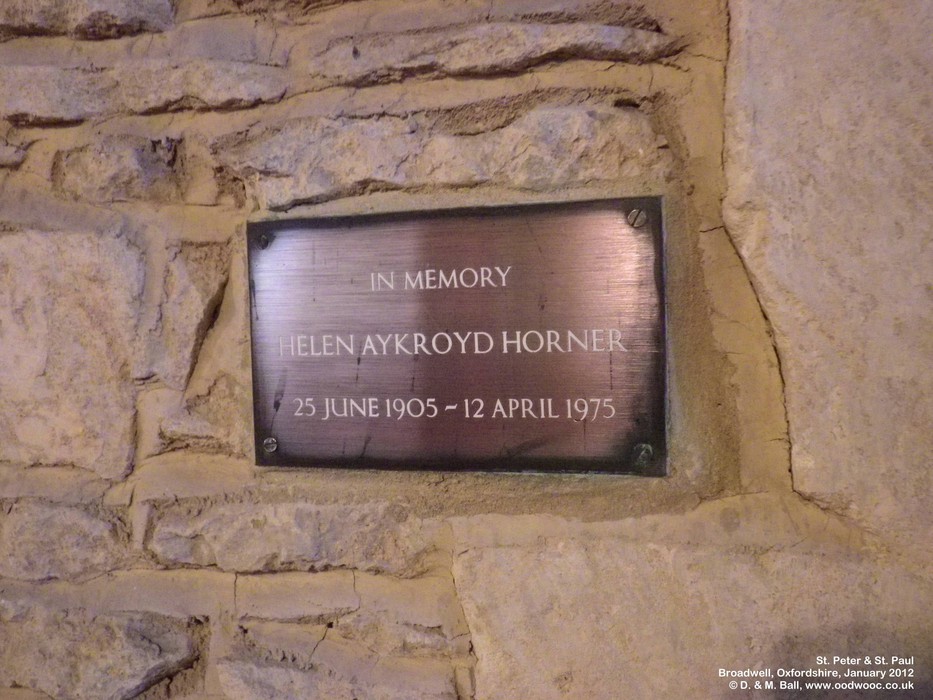 IN MEMORY
HELEN AYKROYD HORNER
25 JUNE 1905 ~ 12 APRIL 1975
St. Peter & St. Paul
Broadwell, Oxfordshire, January 2012
© D. & M. Ball, www.oodwooc.co.uk